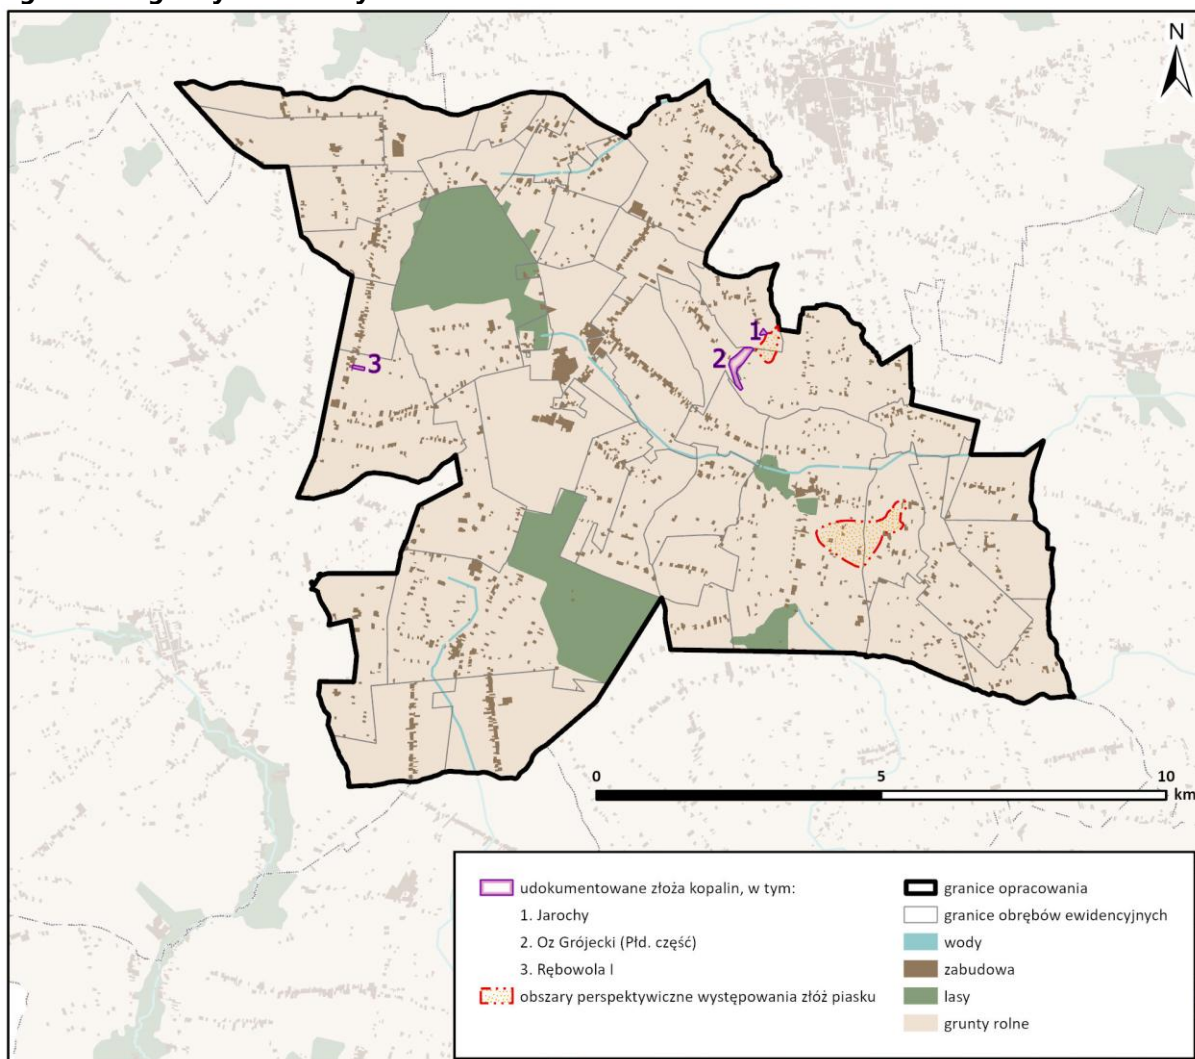 N
1
2
3
0 5 10
km
udokumentowane złoża kopalin, w tym:
1. Jarochy
2. Oz Grójecki (Płd. część)
3. Rębowola I
obszary perspektywiczne występowania złóż piasku
granice opracowania
granice obrębów ewidencyjnych
wody
zabudowa
lasy
grunty rolne